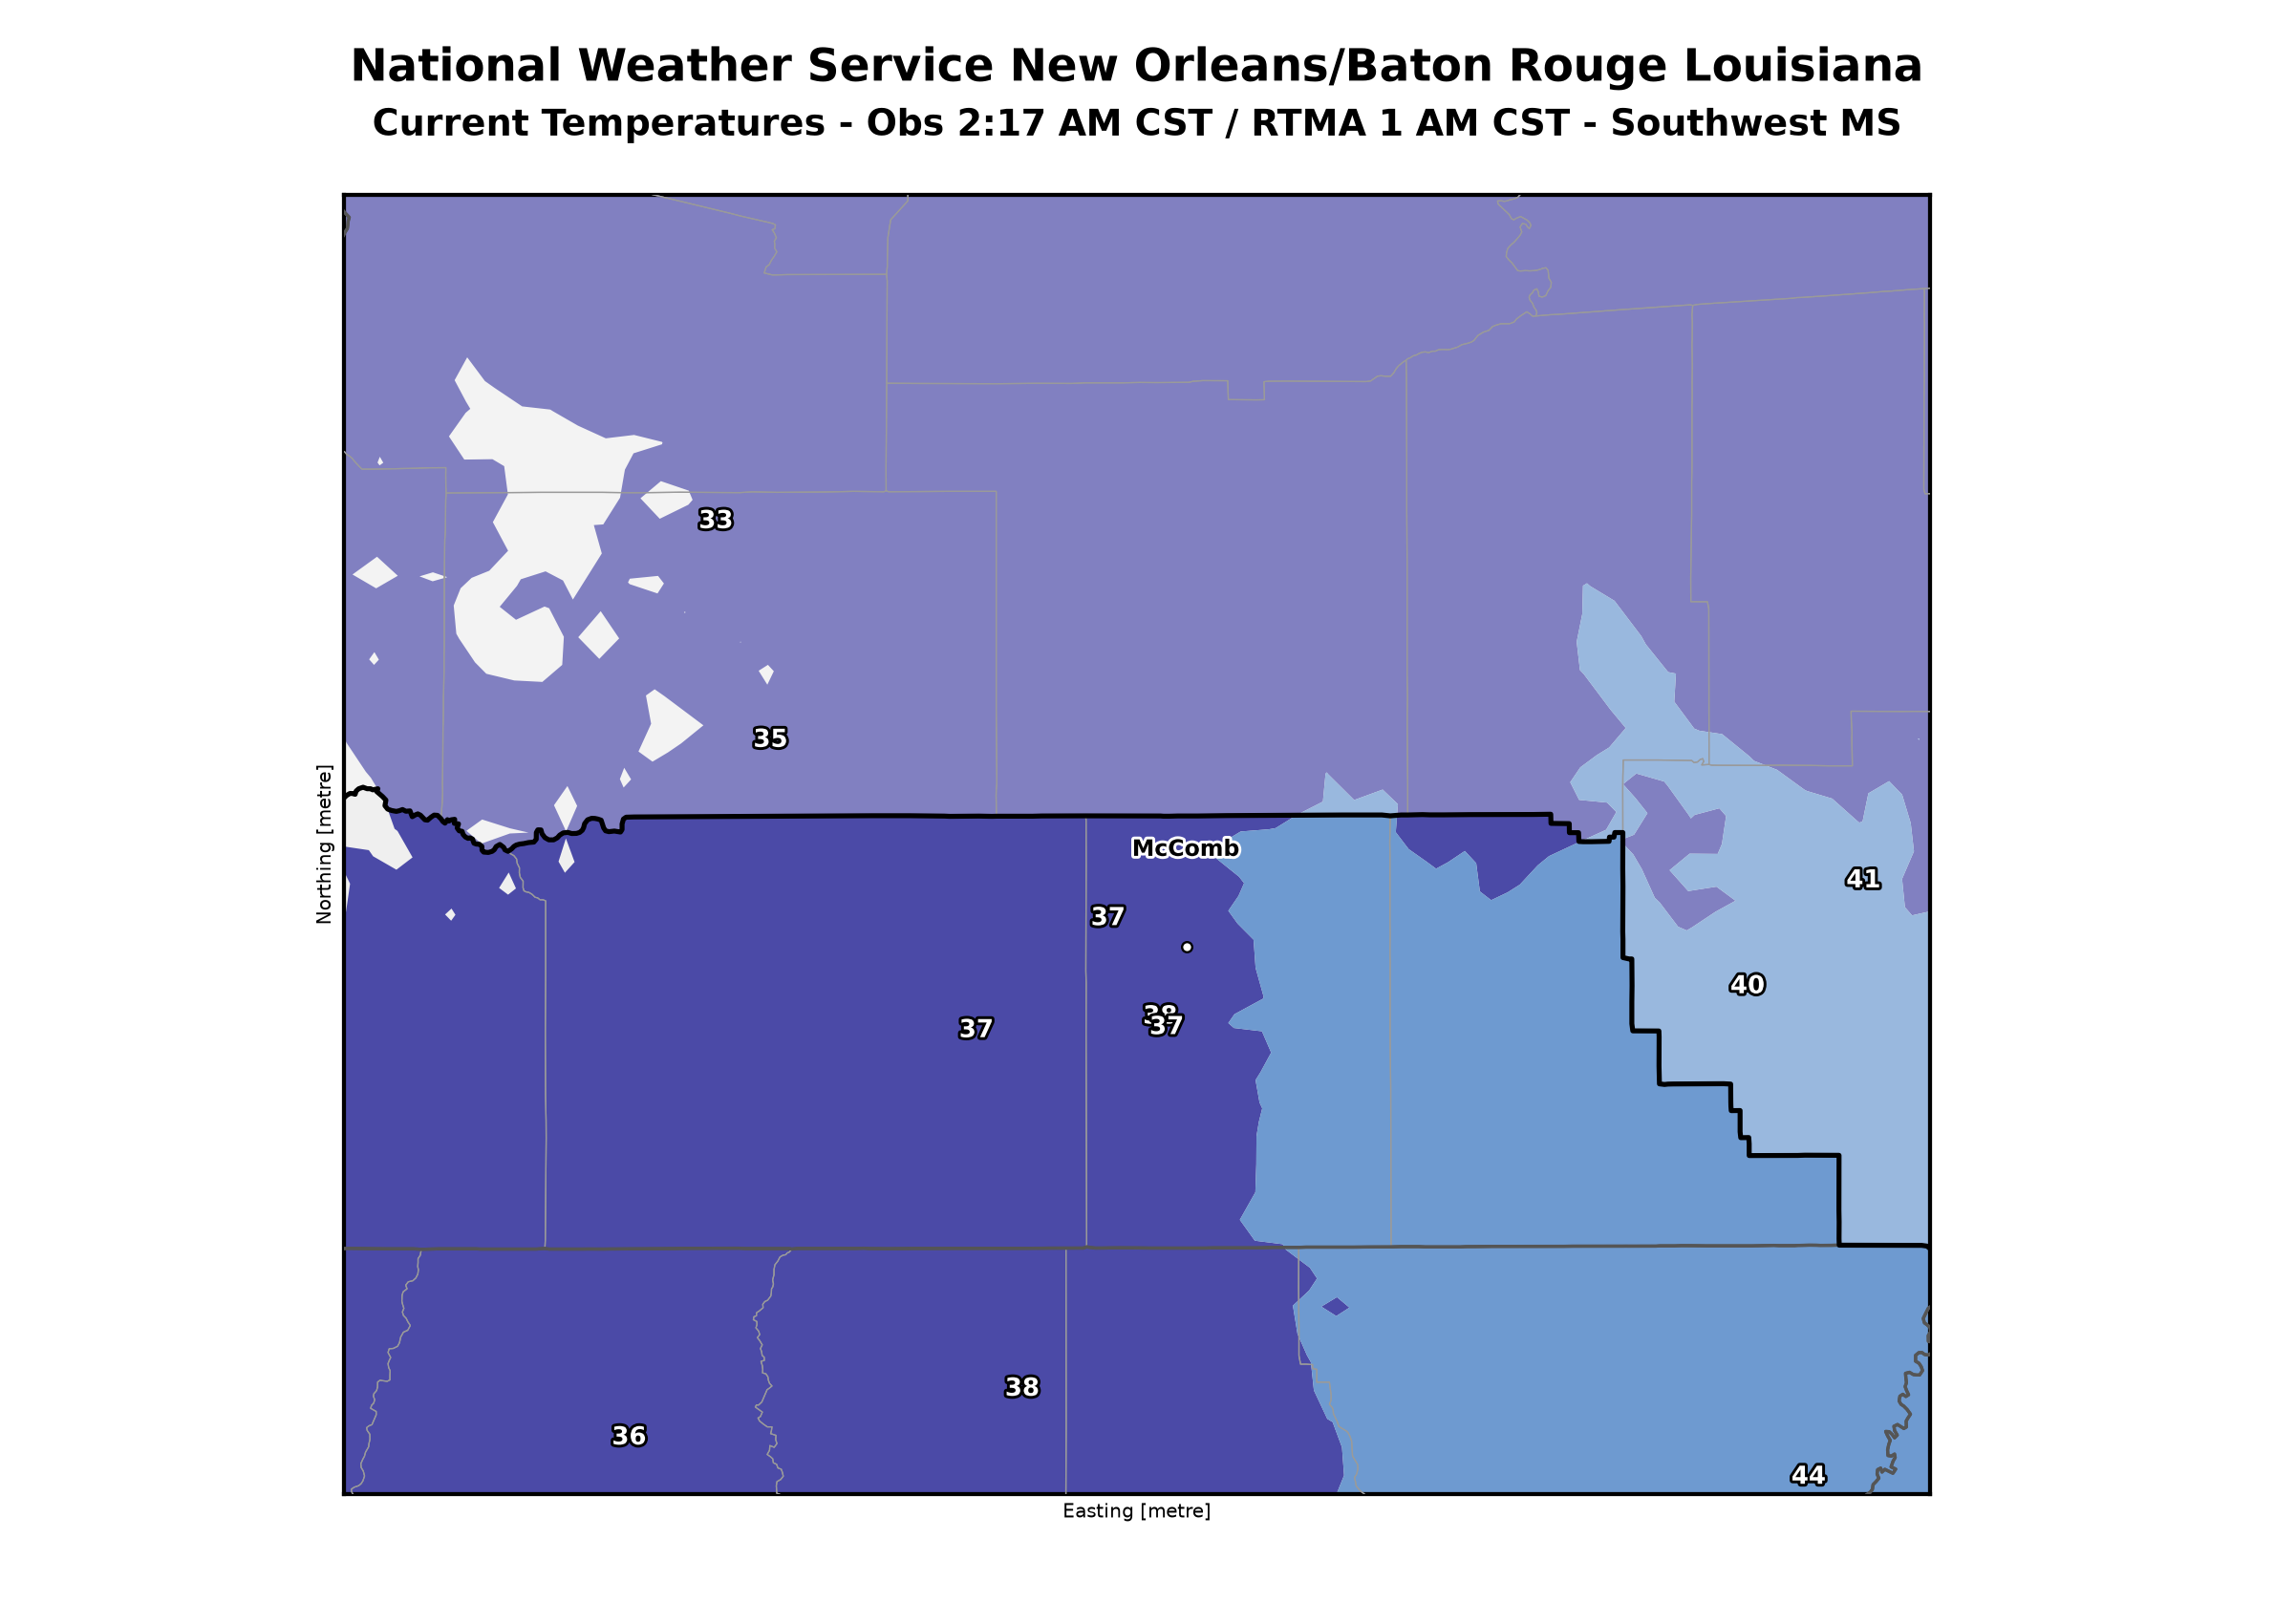 National Weather Service New Orleans/Baton Rouge Louisiana
Current Temperatures - Obs 2:17 AM CST / RTMA 1 AM CST - Southwest MS
33
35
McComb
41
37
40
38
37
37
38
36
44
Northing [metre]
Easting [metre]